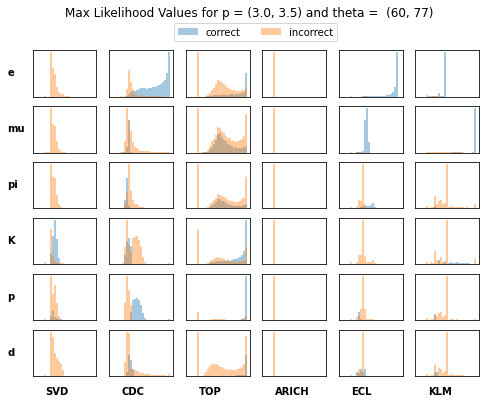 Max Likelihood Values for p = (3.0, 3.5) and theta =  (60, 77)
correct incorrect
e
mu
pi
K
p
d
SVD CDC TOP ARICH ECL KLM